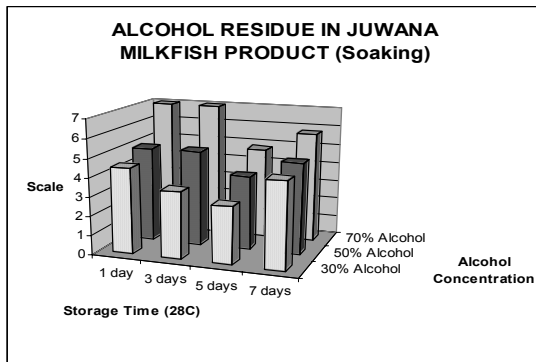 ALCOHOL RESIDUE IN JUWANA
MILKFISH PRODUCT (Soaking)
7
6
5
4
3
2
1
0
Scale
1 day
3 days
5 days
7 days
70% Alcohol
50% Alcohol
30% Alcohol
Alcohol
Concentration
Storage Time (28C)